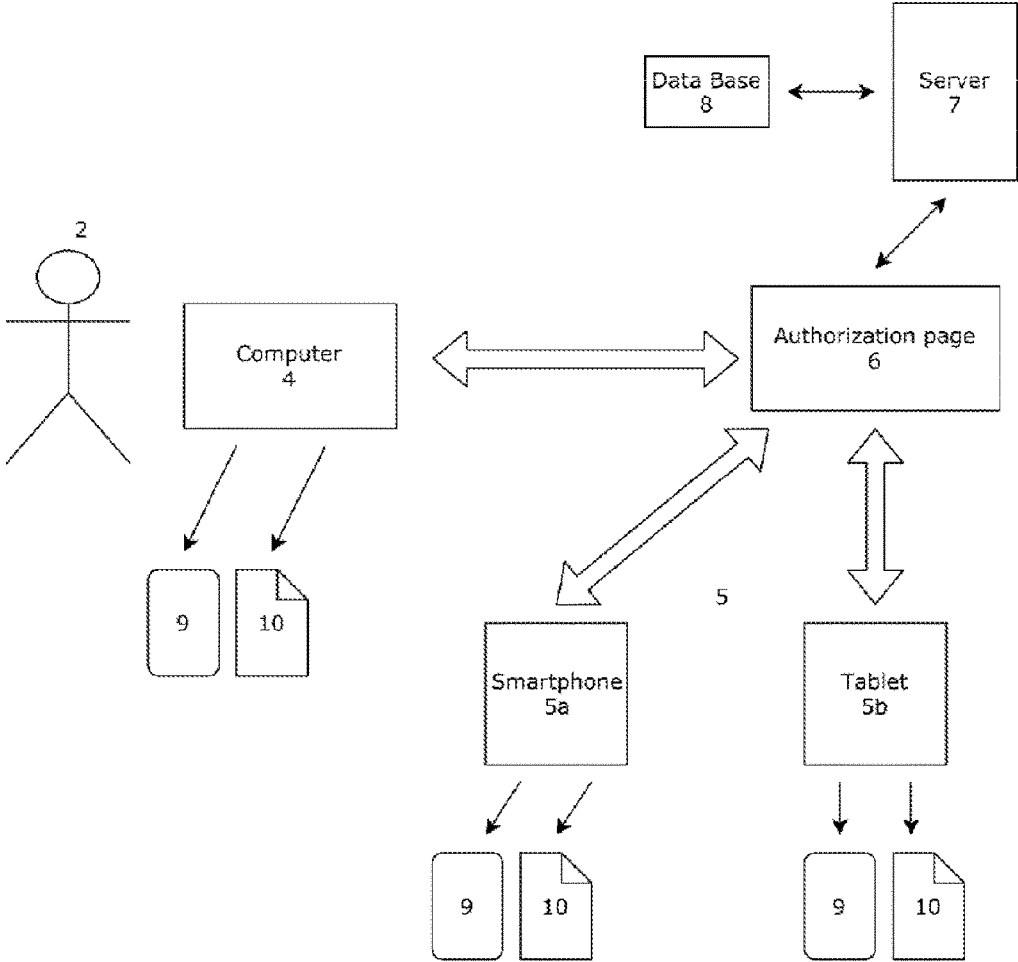 Data Base
8
Server
7
2
Computer
4
Authorization page
6
9
10
5
Smartphone
5a
Tablet
5b
9
10
9
10